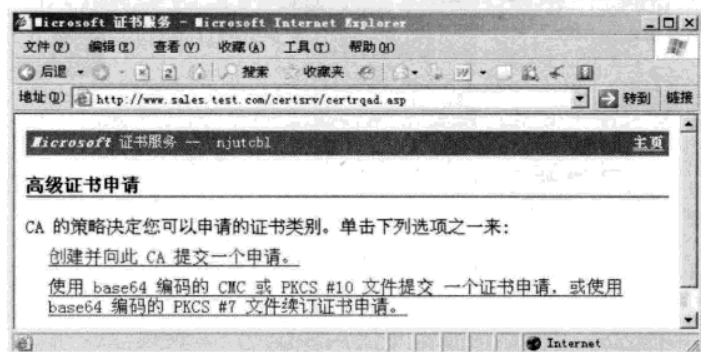 Microsoft 证书服务 - Microsoft Internet Explorer
文件(F) 编辑(E) 查看(V) 收藏(A) 工具(T) 帮助(H)
后退 搜索 收藏夹
地址(D) http://www.sales.test.com/certsrv/certrqad.asp 转到 链接
Microsoft 证书服务 -- njutcbl 主页
高级证书申请
CA 的策略决定您可以申请的证书类别。单击下列选项之一来:
创建并向此 CA 提交一个申请。
使用 base64 编码的 CMC 或 PKCS #10 文件提交 一个证书申请，或使用
base64 编码的 PKCS #7 文件续订证书申请。
Internet